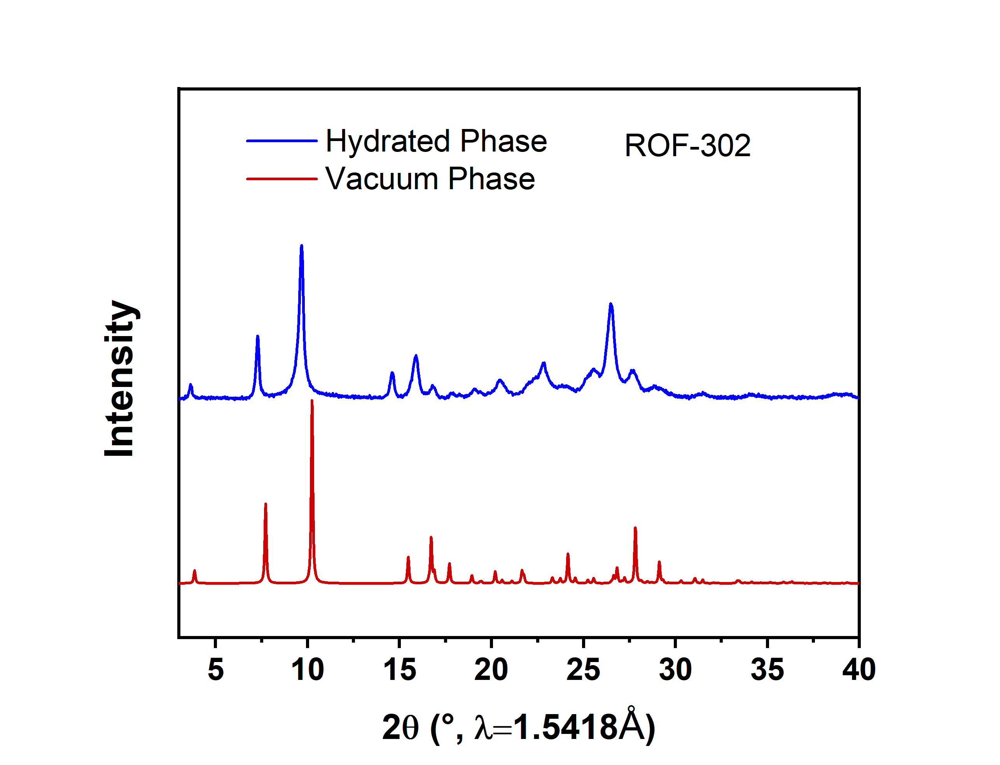 Hydrated Phase
ROF-302
Vacuum Phase
Intensity
5 10 15 20 25 30 35 40
2θ (°, λ=1.5418Å)